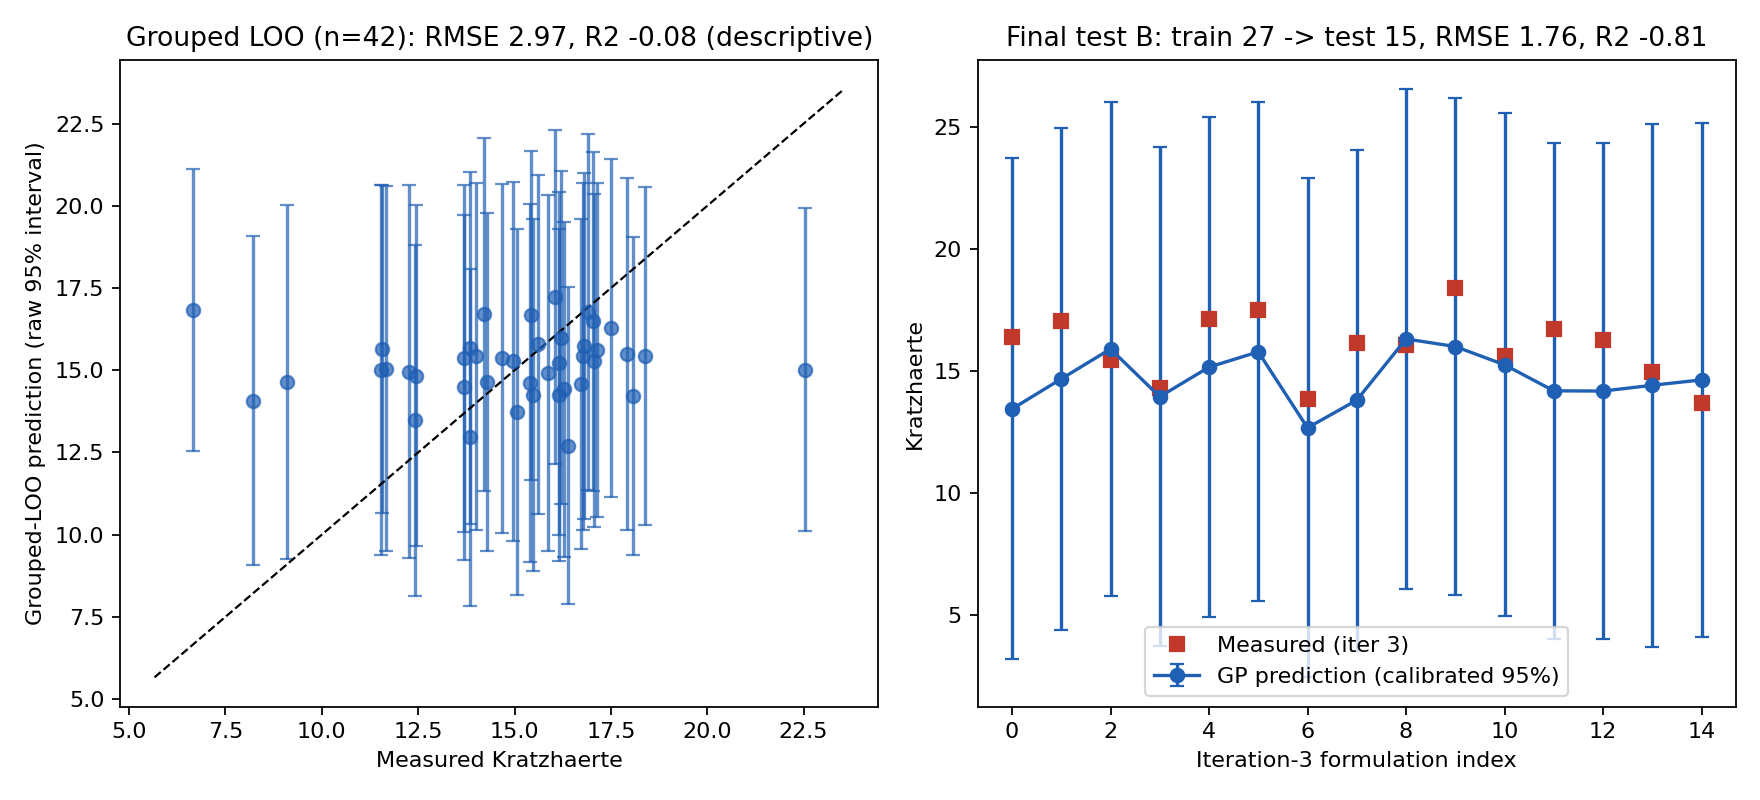 Grouped LOO (n=42): RMSE 2.97, R2 -0.08 (descriptive)
Grouped-LOO prediction (raw 95% interval)
22.5
20.0
17.5
15.0
12.5
10.0
7.5
5.0
5.0 7.5 10.0 12.5 15.0 17.5 20.0 22.5
Measured Kratzhaerte
Final test B: train 27 -> test 15, RMSE 1.76, R2 -0.81
Kratzhaerte
25
20
15
10
5
Measured (iter 3)
GP prediction (calibrated 95%)
0 2 4 6 8 10 12 14
Iteration-3 formulation index